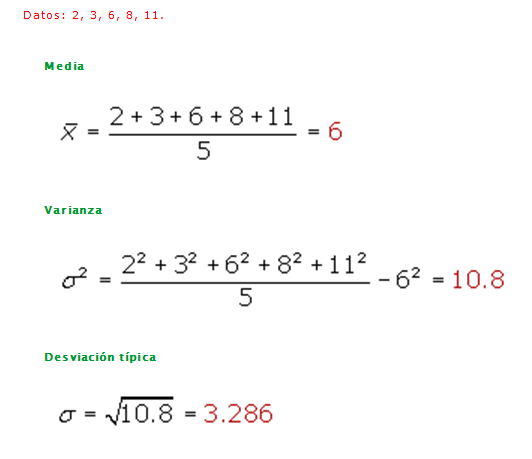 Datos: 2, 3, 6, 8, 11.
Media
x̄ = (2 + 3 + 6 + 8 + 11) / 5 = 6
Varianza
σ² = (2² + 3² + 6² + 8² + 11²) / 5 − 6² = 10.8
Desviación típica
σ = √10.8 = 3.286